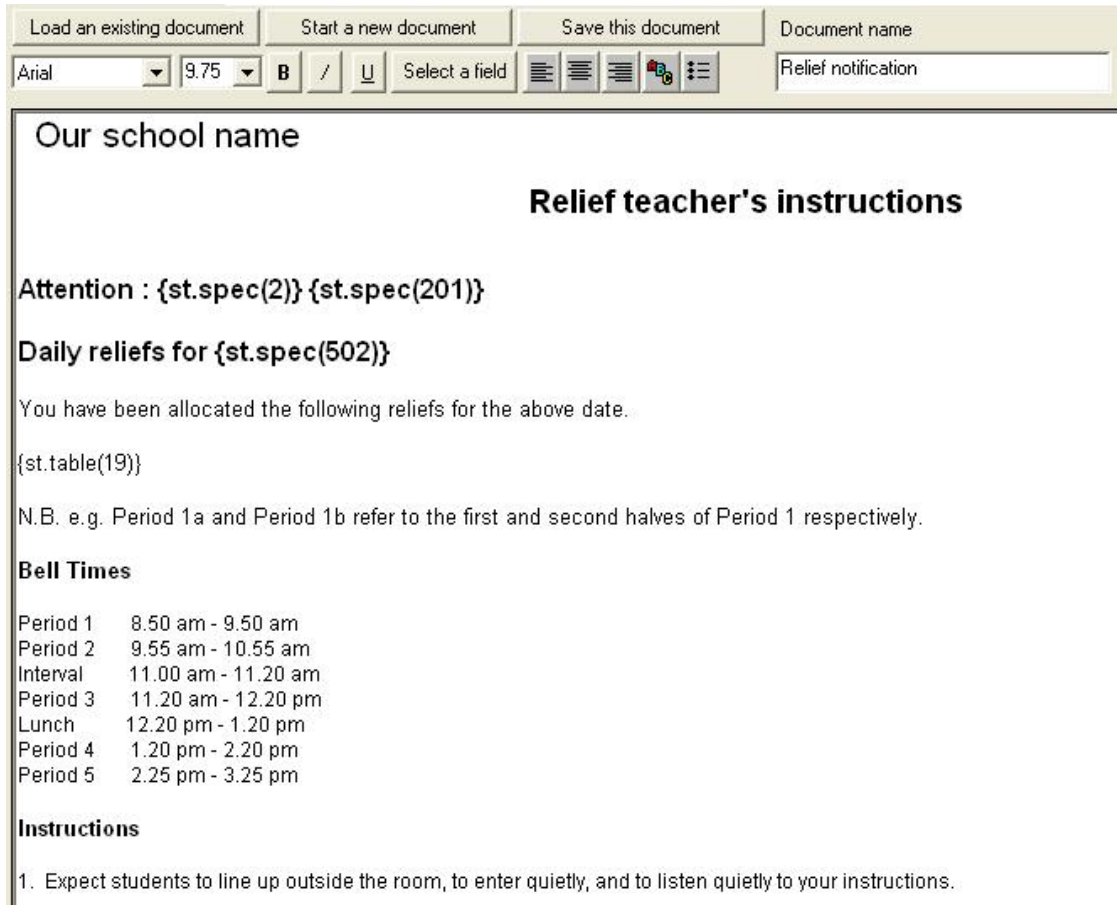 Load an existing document Start a new document Save this document Document name
Arial 9.75 B / U Select a field Relief notification
Our school name
Relief teacher's instructions
Attention : {st.spec(2)} {st.spec(201)}
Daily reliefs for {st.spec(502)}
You have been allocated the following reliefs for the above date.
{st.table(19)}
N.B. e.g. Period 1a and Period 1b refer to the first and second halves of Period 1 respectively.
Bell Times
Period 1 8.50 am - 9.50 am
Period 2 9.55 am - 10.55 am
Interval 11.00 am - 11.20 am
Period 3 11.20 am - 12.20 pm
Lunch 12.20 pm - 1.20 pm
Period 4 1.20 pm - 2.20 pm
Period 5 2.25 pm - 3.25 pm
Instructions
1. Expect students to line up outside the room, to enter quietly, and to listen quietly to your instructions.